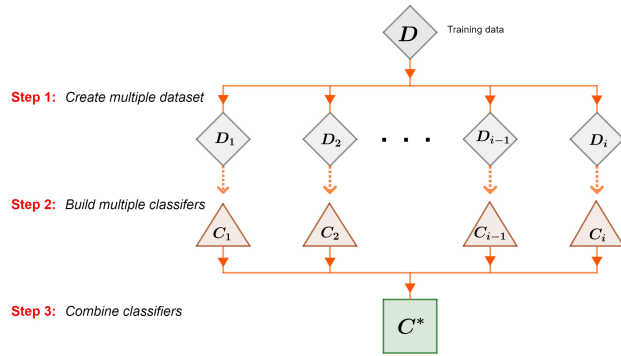 D
Training data
Step 1: Create multiple dataset
D₁ D₂ . . . Dᵢ₋₁ Dᵢ
Step 2: Build multiple classifers
C₁ C₂ Cᵢ₋₁ Cᵢ
Step 3: Combine classifiers
C*